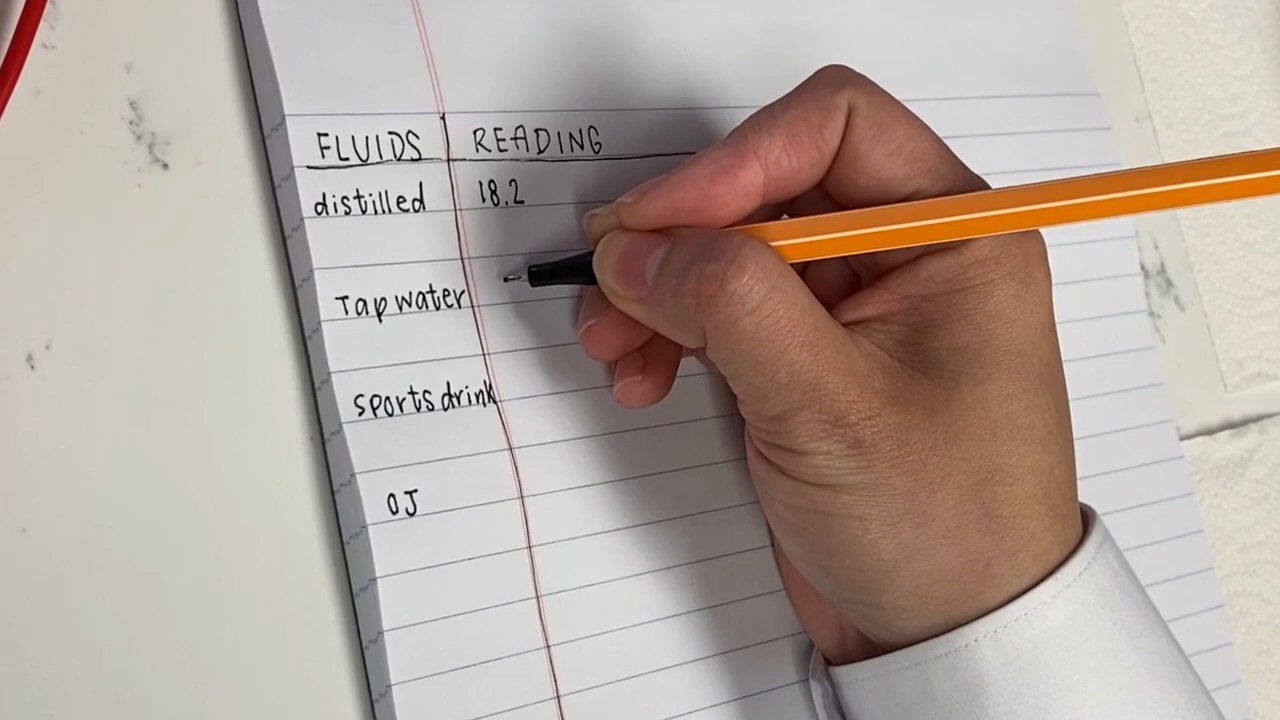 FLUIDS READING
distilled 18.2
Tap water
sports drink
OJ